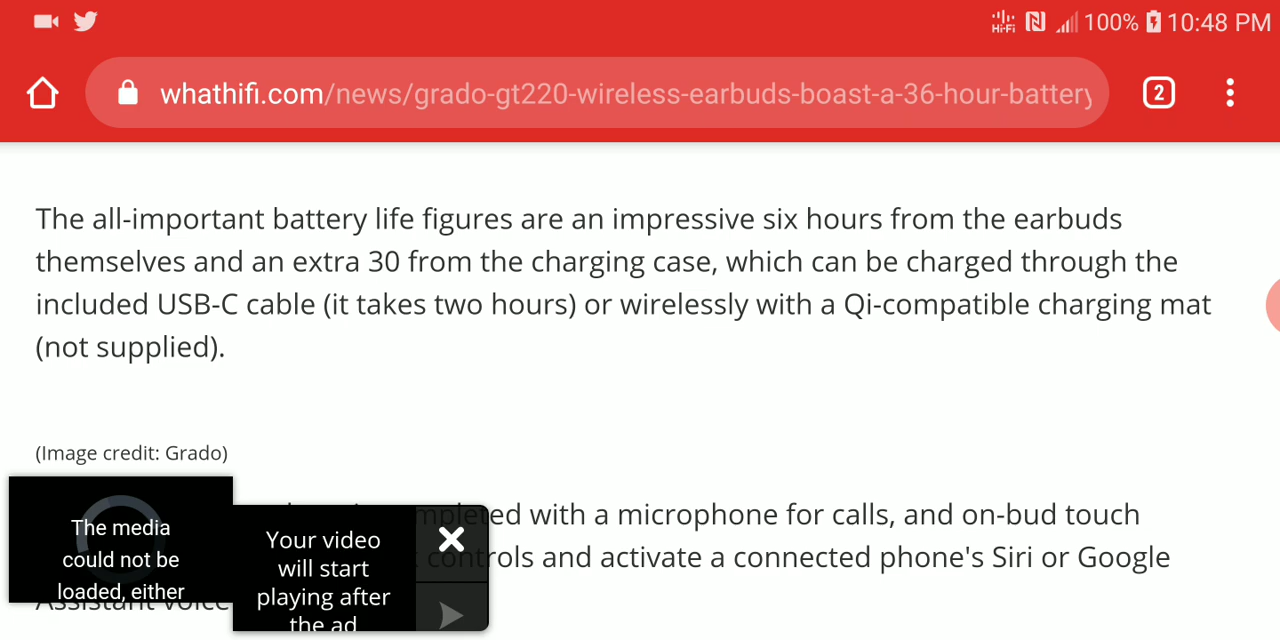 HI-FI 100% 10:48 PM
whathifi.com/news/grado-gt220-wireless-earbuds-boast-a-36-hour-battery
2
The all-important battery life figures are an impressive six hours from the earbuds
themselves and an extra 30 from the charging case, which can be charged through the
included USB-C cable (it takes two hours) or wirelessly with a Qi-compatible charging mat
(not supplied).
(Image credit: Grado)
with a microphone for calls, and on-bud touch
controls and activate a connected phone's Siri or Google
Assistant voice
The media
could not be
loaded, either
Your video
will start
playing after
the ad